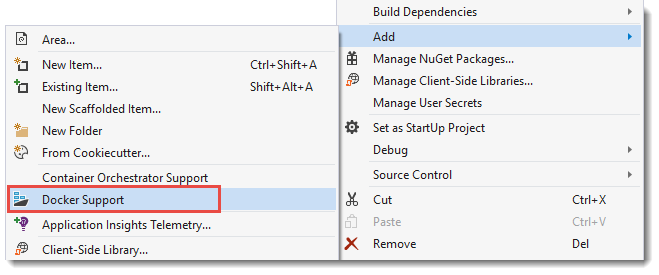 Build Dependencies
Add
Manage NuGet Packages...
Manage Client-Side Libraries...
Manage User Secrets
Set as StartUp Project
Debug
Source Control
Cut Ctrl+X
Paste Ctrl+V
Remove Del
Area...
New Item... Ctrl+Shift+A
Existing Item... Shift+Alt+A
New Scaffolded Item...
New Folder
From Cookiecutter...
Container Orchestrator Support
Docker Support
Application Insights Telemetry...
Client-Side Library...